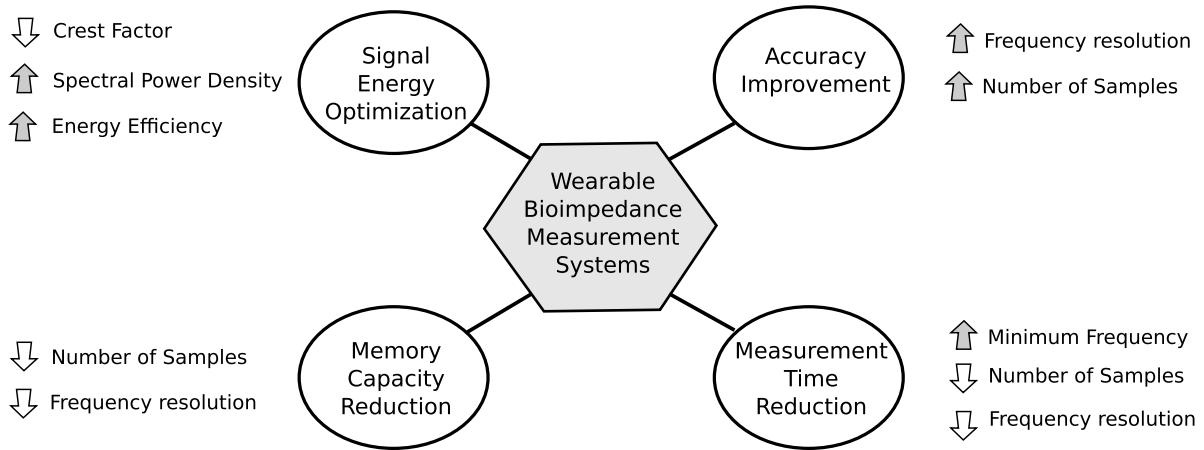 Crest Factor
Spectral Power Density
Energy Efficiency
Signal
Energy
Optimization
Accuracy
Improvement
Frequency resolution
Number of Samples
Wearable
Bioimpedance
Measurement
Systems
Number of Samples
Frequency resolution
Memory
Capacity
Reduction
Measurement
Time
Reduction
Minimum Frequency
Number of Samples
Frequency resolution